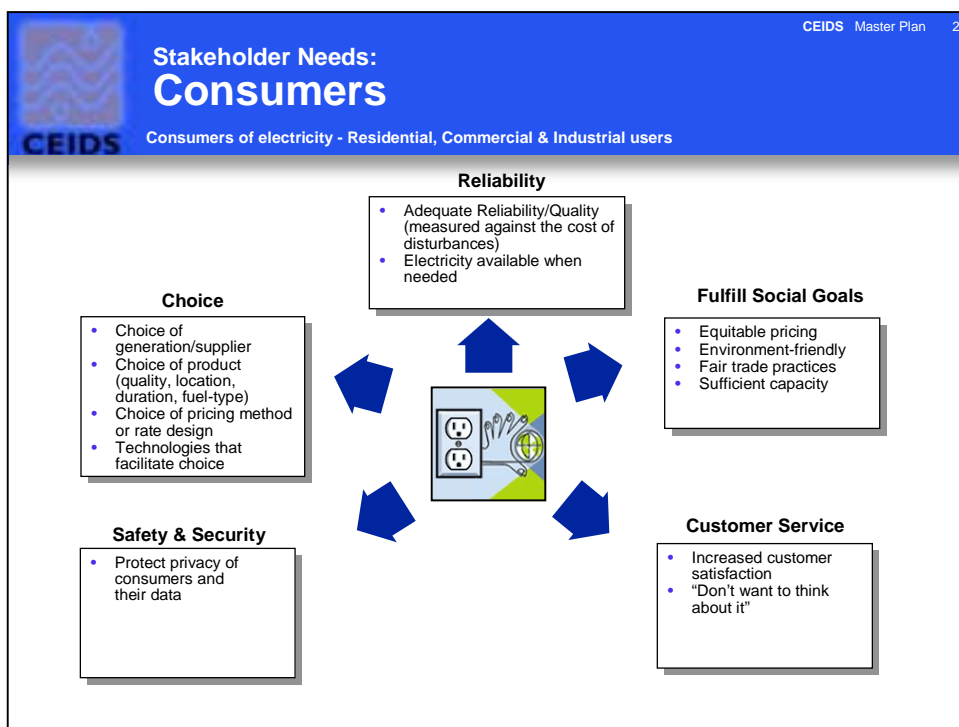 CEIDS Master Plan 2
CEIDS
Stakeholder Needs:
Consumers
Consumers of electricity - Residential, Commercial & Industrial users
Reliability
• Adequate Reliability/Quality
(measured against the cost of
disturbances)
• Electricity available when
needed
Choice
• Choice of
generation/supplier
• Choice of product
(quality, location,
duration, fuel-type)
• Choice of pricing method
or rate design
• Technologies that
facilitate choice
Fulfill Social Goals
• Equitable pricing
• Environment-friendly
• Fair trade practices
• Sufficient capacity
Safety & Security
• Protect privacy of
consumers and
their data
Customer Service
• Increased customer
satisfaction
• “Don’t want to think
about it”